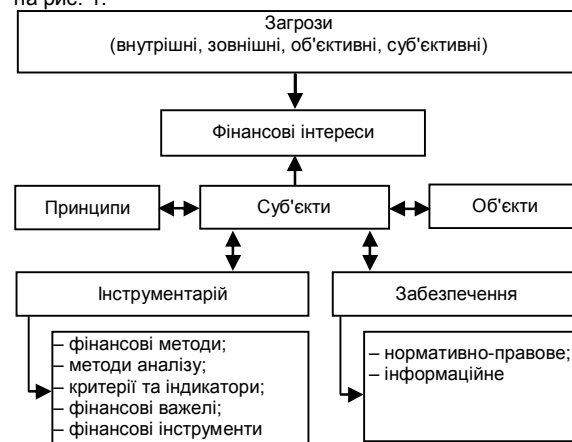 на рис. 1.
Загрози
(внутрішні, зовнішні, об'єктивні, суб'єктивні)
Фінансові інтереси
Принципи
Суб'єкти
Об'єкти
Інструментарій
Забезпечення
– фінансові методи;
– методи аналізу;
– критерії та індикатори;
– фінансові важелі;
– фінансові інструменти
– нормативно-правове;
– інформаційне